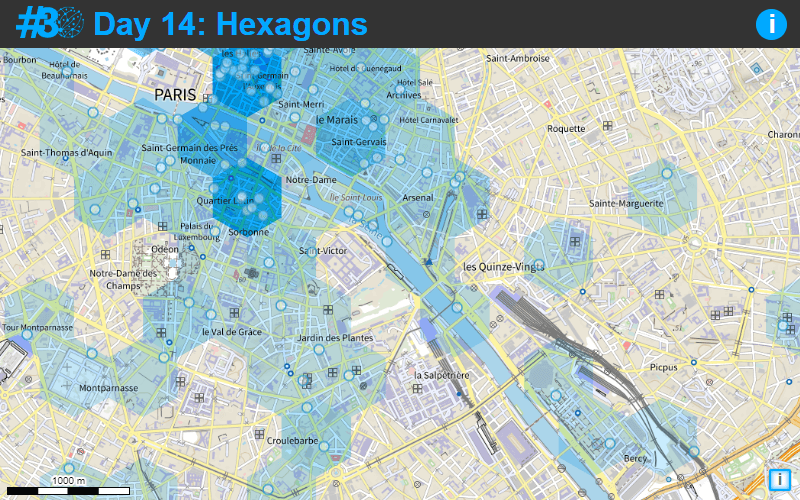 #30 Day 14: Hexagons
i
Sainte-Avoie
Saint-Ambroise
Bourbon
Hôtel de
Beauharnais
Hôtel de Guénégaud
Saint-Germain
Hôtel Salé
Archives
PARIS
Saint-Merri
le Marais
Hôtel Carnavalet
Roquette
Charon
Saint-Gervais
Saint-Thomas d'Aquin
Saint-Germain des Prés
Île de la Cité
Monnaie
Notre-Dame
Quartier Latin
Île Saint-Louis
Arsenal
Sainte-Marguerite
Palais du
Luxembourg
Sorbonne
Odéon
Saint-Victor
Notre-Dame des
Champs
les Quinze-Vingts
Tour Montparnasse
le Val de Grâce
Jardin des Plantes
Picpus
la Salpêtrière
Montparnasse
Croulebarbe
Bercy
1000 m
i